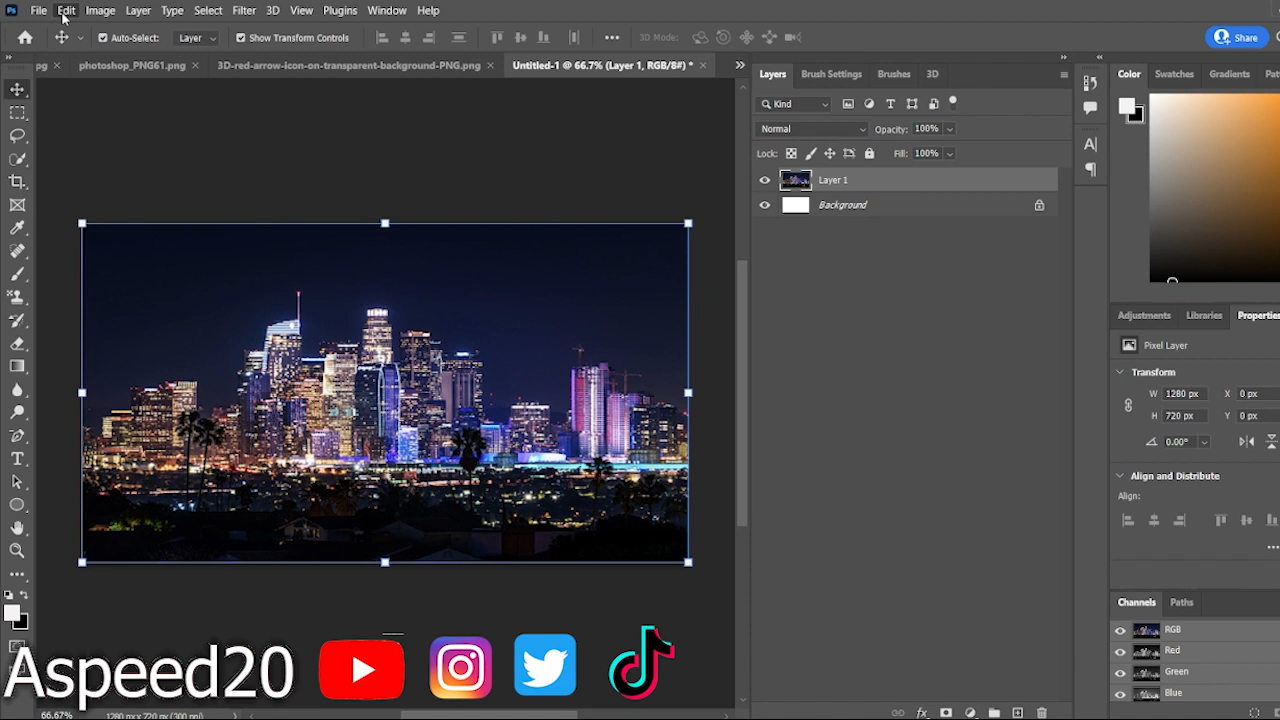 Ps File Edit Image Layer Type Select Filter 3D View Plugins Window Help
Auto-Select: Layer Show Transform Controls 3D Mode: Share
pg × photoshop_PNG61.png × 3D-red-arrow-icon-on-transparent-background-PNG.png × Untitled-1 @ 66.7% (Layer 1, RGB/8#) * ×
Layers Brush Settings Brushes 3D
Color Swatches Gradients Pat
Kind
Normal Opacity: 100%
Lock: Fill: 100%
Layer 1
Background
Adjustments Libraries Properties
Pixel Layer
Transform
W 1280 px X 0 px
H 720 px Y 0 px
0.00°
Align and Distribute
Align:
Channels Paths
RGB
Red
Green
Blue
Aspeed20
66.67% 1280 px x 720 px (300 ppi)
fx